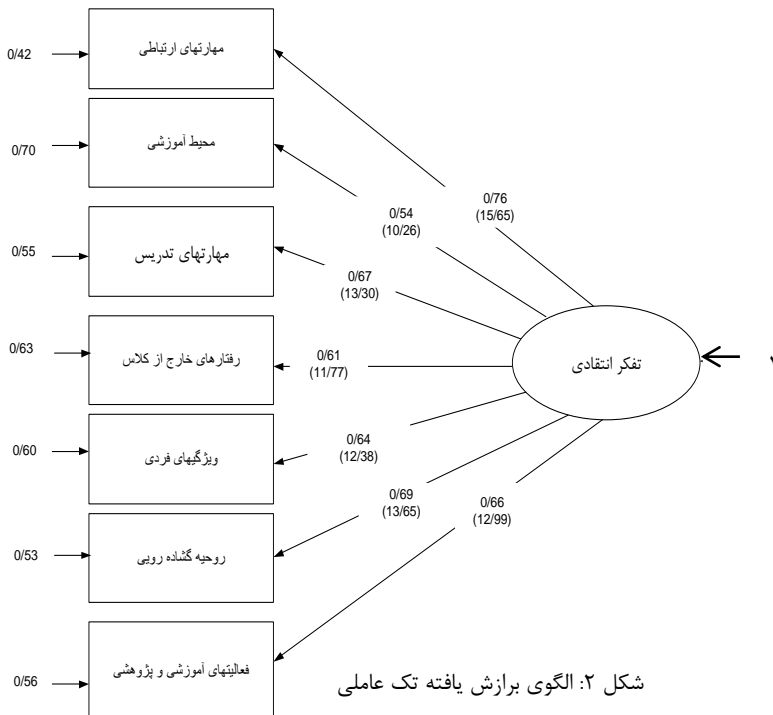 0/42
مهارتهای ارتباطی
0/70
محیط آموزشی
0/55
مهارتهای تدریس
0/63
رفتارهای خارج از کلاس
0/60
ویژگیهای فردی
0/53
روحیه گشاده رویی
0/56
فعالیتهای آموزشی و پژوهشی
0/76
(15/65)
0/54
(10/26)
0/67
(13/30)
0/61
(11/77)
0/64
(12/38)
0/69
(13/65)
0/66
(12/99)
تفکر انتقادی
شکل ۲: الگوی برازش یافته تک عاملی